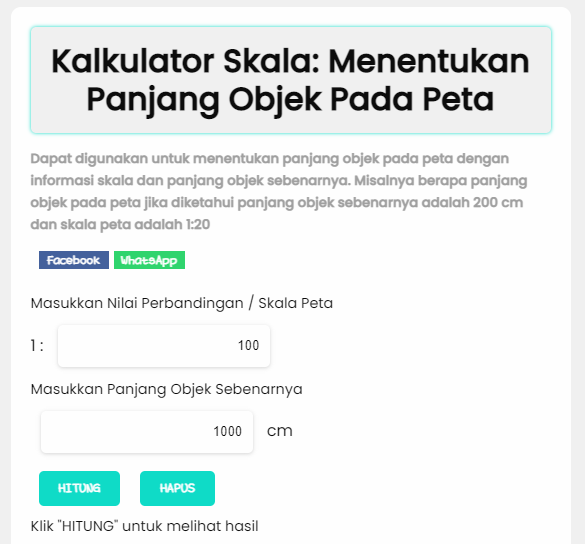 Kalkulator Skala: Menentukan
Panjang Objek Pada Peta
Dapat digunakan untuk menentukan panjang objek pada peta dengan
informasi skala dan panjang objek sebenarnya. Misalnya berapa panjang
objek pada peta jika diketahui panjang objek sebenarnya adalah 200 cm
dan skala peta adalah 1:20
Facebook WhatsApp
Masukkan Nilai Perbandingan / Skala Peta
1 : 100
Masukkan Panjang Objek Sebenarnya
1000 cm
HITUNG HAPUS
Klik "HITUNG" untuk melihat hasil